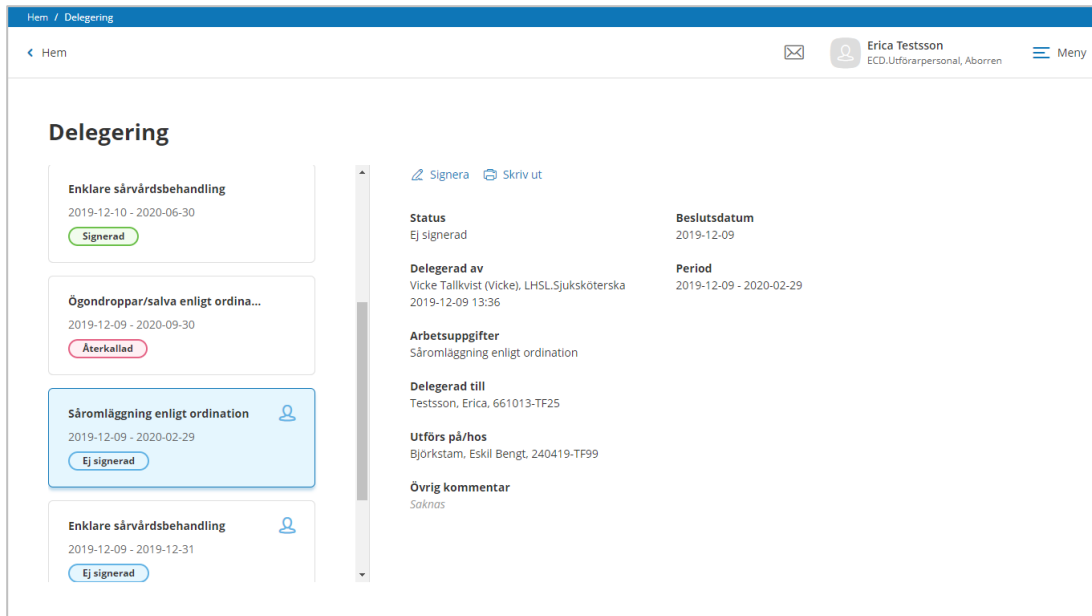 Hem / Delegering
Hem
Erica Testsson
ECD.Utförarpersonal, Aborren
Meny
Delegering
Enklare sårvårdsbehandling
2019-12-10 - 2020-06-30
Signerad
Ögondroppar/salva enligt ordina...
2019-12-09 - 2020-09-30
Återkallad
Såromläggning enligt ordination
2019-12-09 - 2020-02-29
Ej signerad
Enklare sårvårdsbehandling
2019-12-09 - 2019-12-31
Ej signerad
Signera Skriv ut
Status
Ej signerad
Beslutsdatum
2019-12-09
Delegerad av
Vicke Tallkvist (Vicke), LHSL.Sjuksköterska
2019-12-09 13:36
Period
2019-12-09 - 2020-02-29
Arbetsuppgifter
Såromläggning enligt ordination
Delegerad till
Testsson, Erica, 661013-TF25
Utförs på/hos
Björkstam, Eskil Bengt, 240419-TF99
Övrig kommentar
Saknas